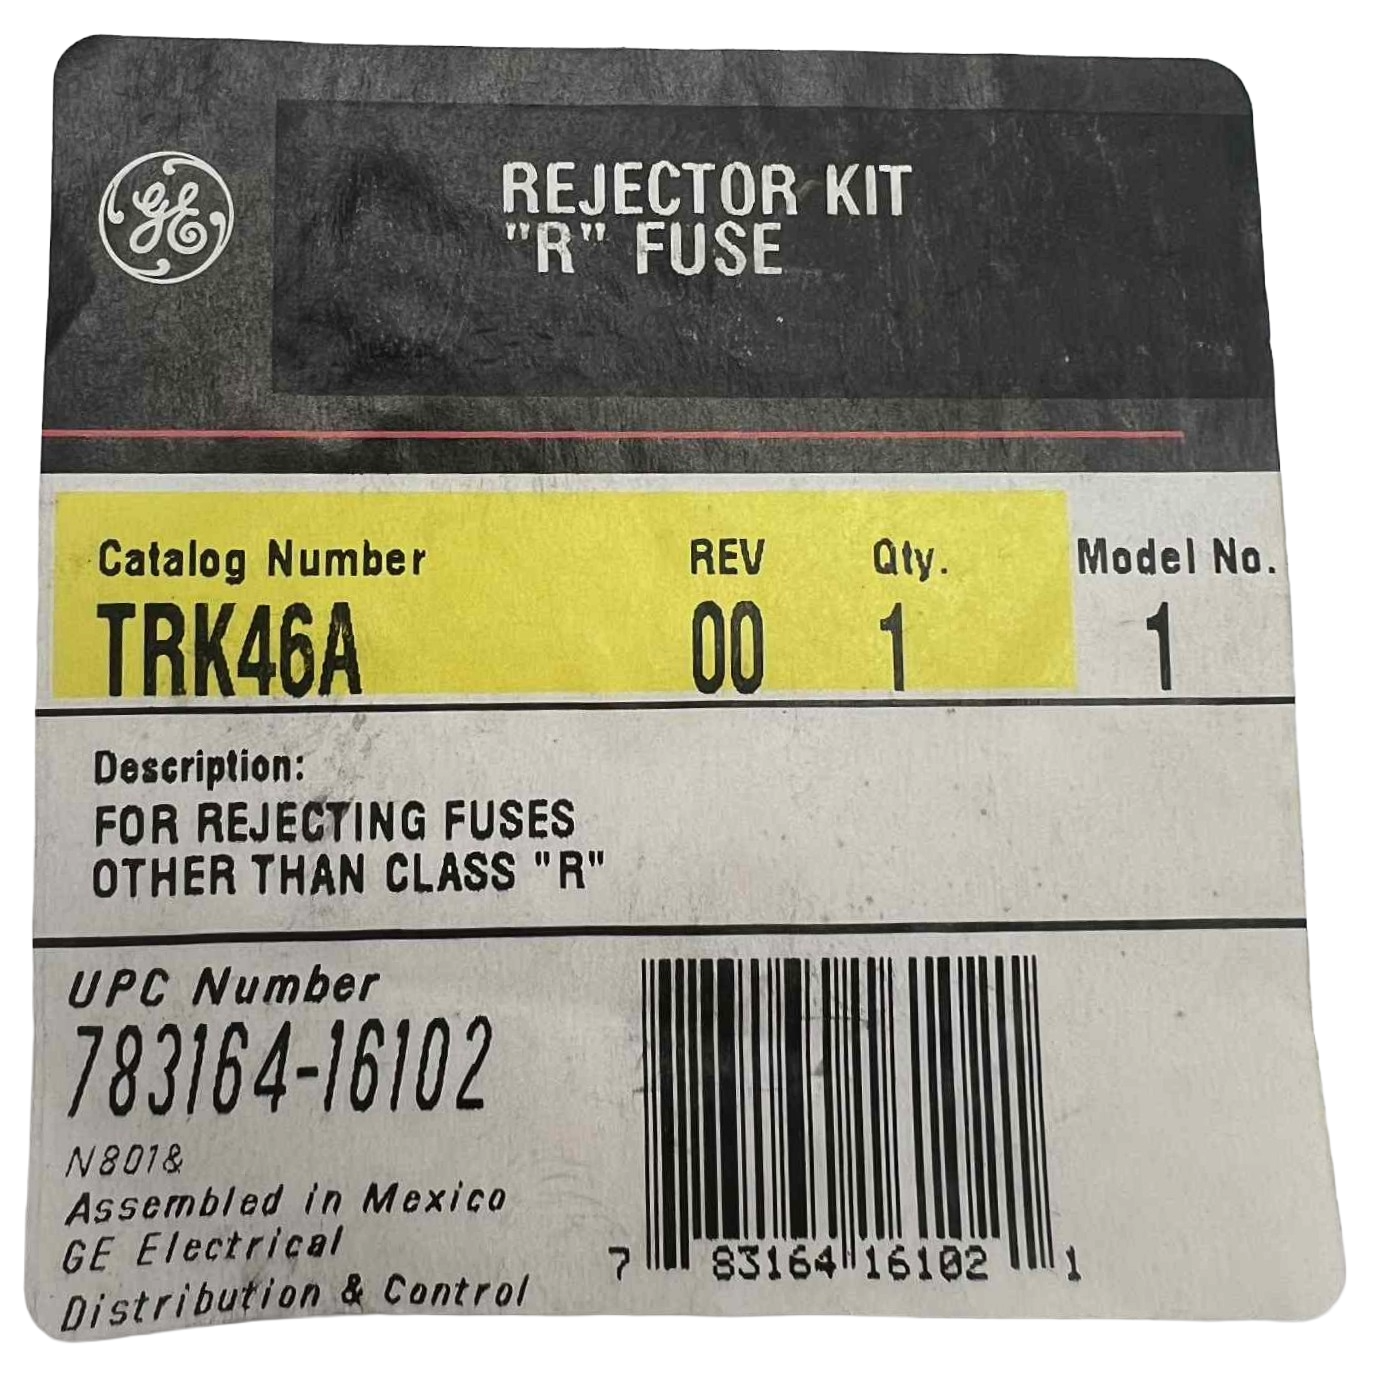 GE
REJECTOR KIT
"R" FUSE
Catalog Number REV Qty. Model No.
TRK46A 00 1 1
Description:
FOR REJECTING FUSES
OTHER THAN CLASS "R"
UPC Number
783164-16102
N801&
Assembled in Mexico
GE Electrical
Distribution & Control
7 83164 16102 1